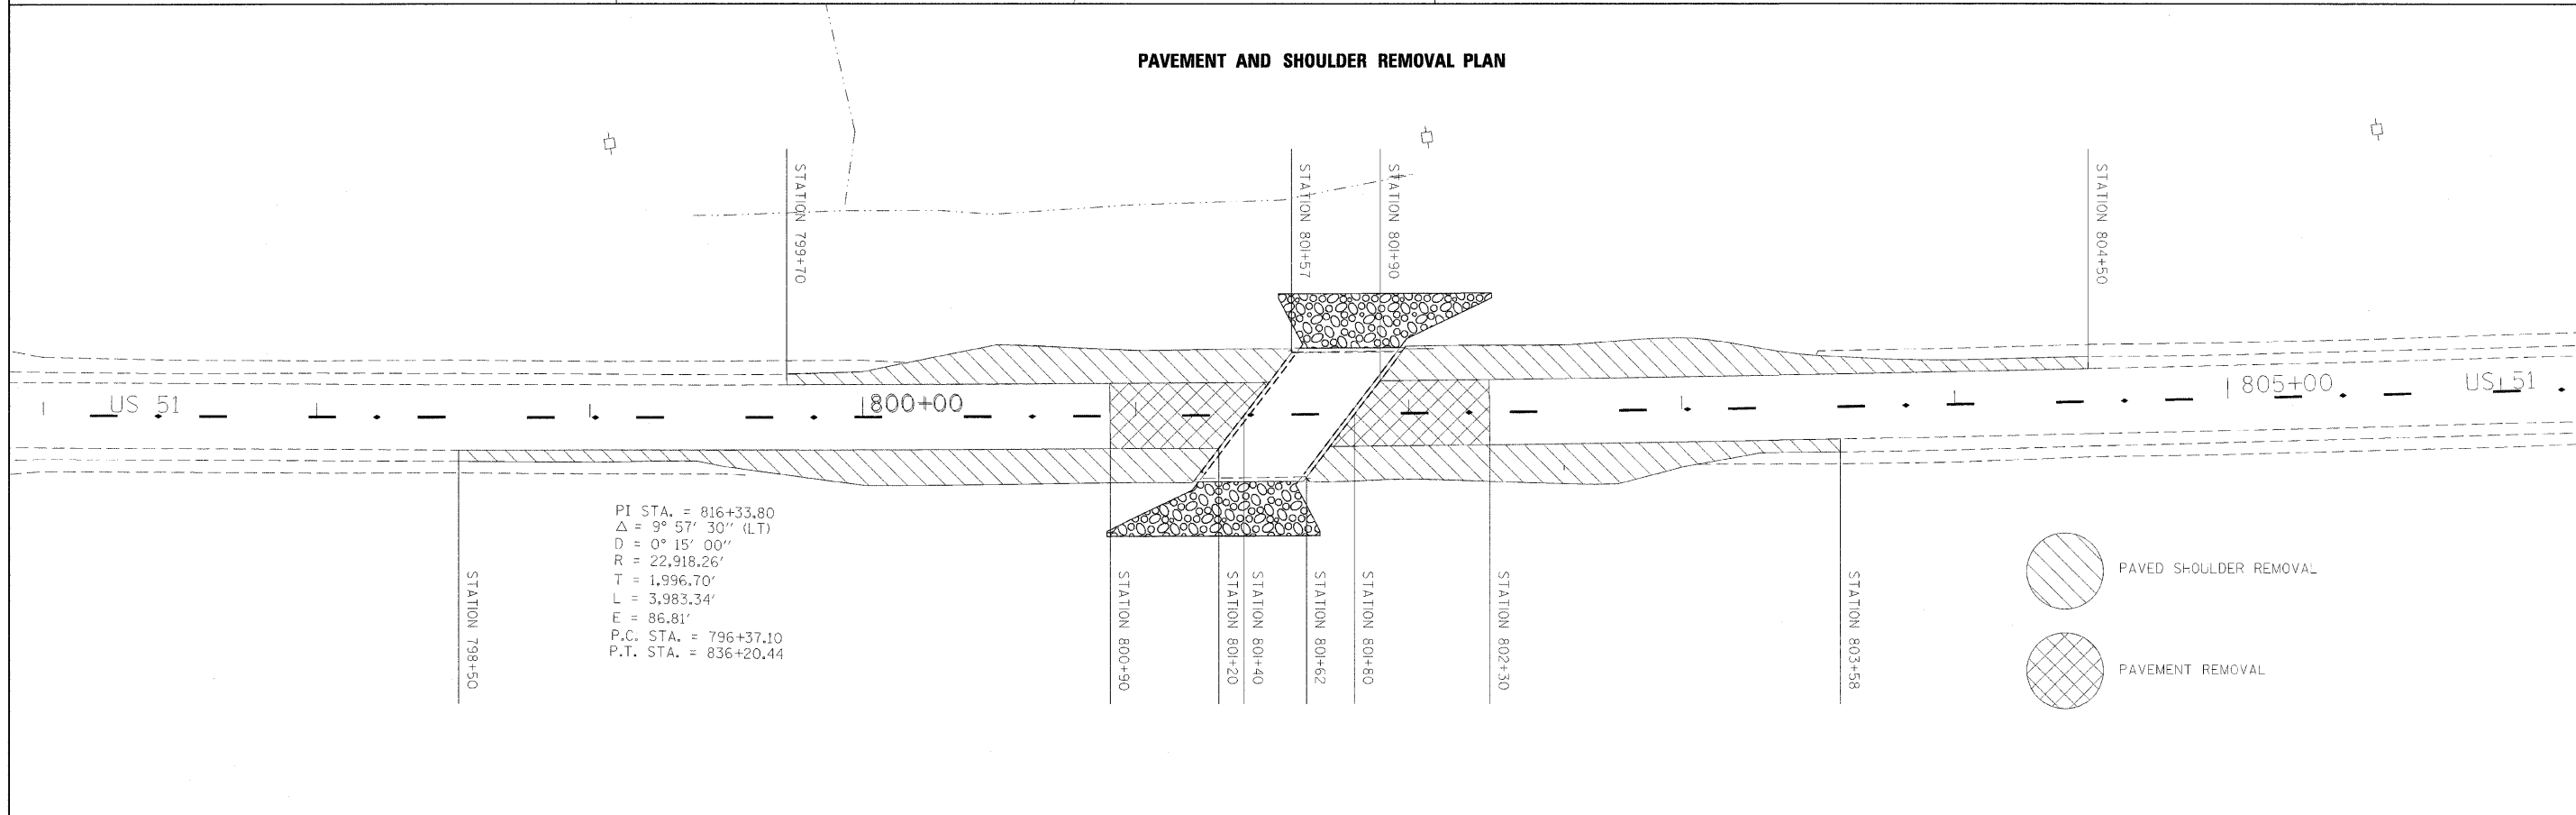 PAVEMENT AND SHOULDER REMOVAL PLAN
STATION 799+70
STATION 801+57
STATION 801+90
STATION 804+50
US 51
800+00
805+00
US 51
PI STA. = 816+33.80
Δ = 9° 57' 30'' (LT)
D = 0° 15' 00''
R = 22,918.26'
T = 1,996.70'
L = 3,983.34'
E = 86.81'
P.C. STA. = 796+37.10
P.T. STA. = 836+20.44
STATION 798+50
STATION 800+90
STATION 801+20
STATION 801+40
STATION 801+62
STATION 801+80
STATION 802+30
STATION 803+58
PAVED SHOULDER REMOVAL
PAVEMENT REMOVAL